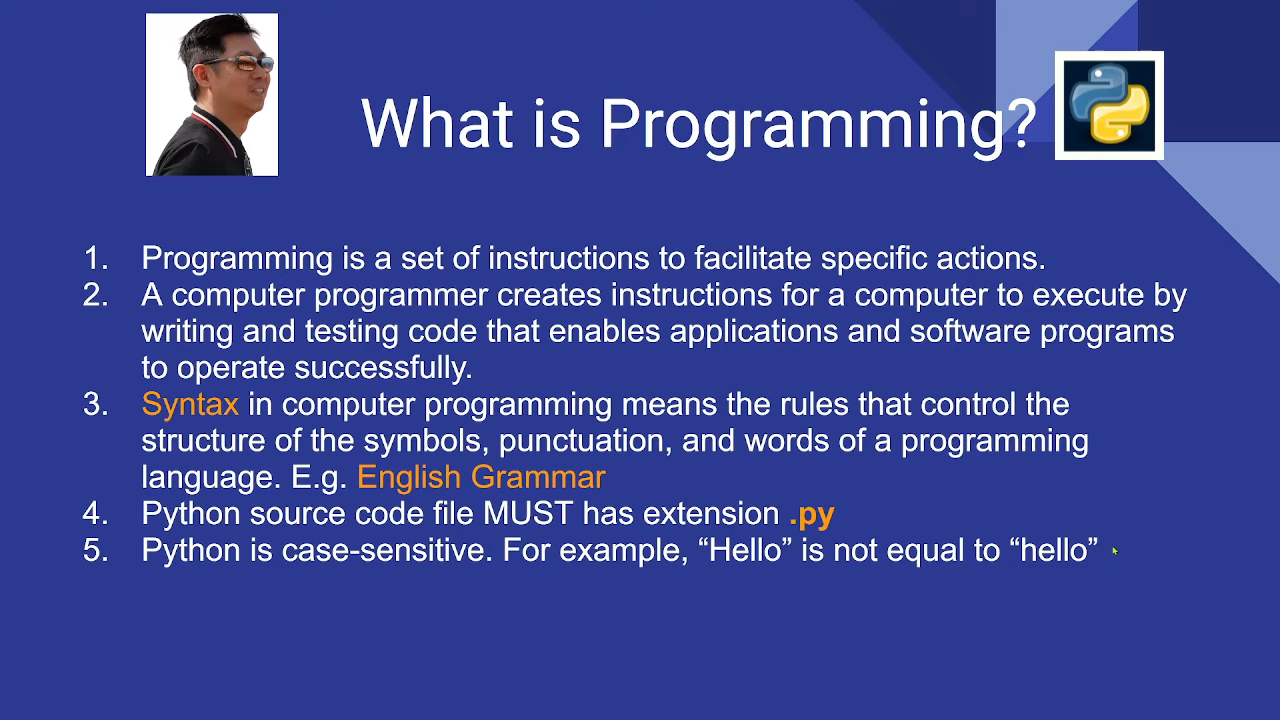 What is Programming?
1. Programming is a set of instructions to facilitate specific actions.
2. A computer programmer creates instructions for a computer to execute by
writing and testing code that enables applications and software programs
to operate successfully.
3. Syntax in computer programming means the rules that control the
structure of the symbols, punctuation, and words of a programming
language. E.g. English Grammar
4. Python source code file MUST has extension .py
5. Python is case-sensitive. For example, “Hello” is not equal to “hello”